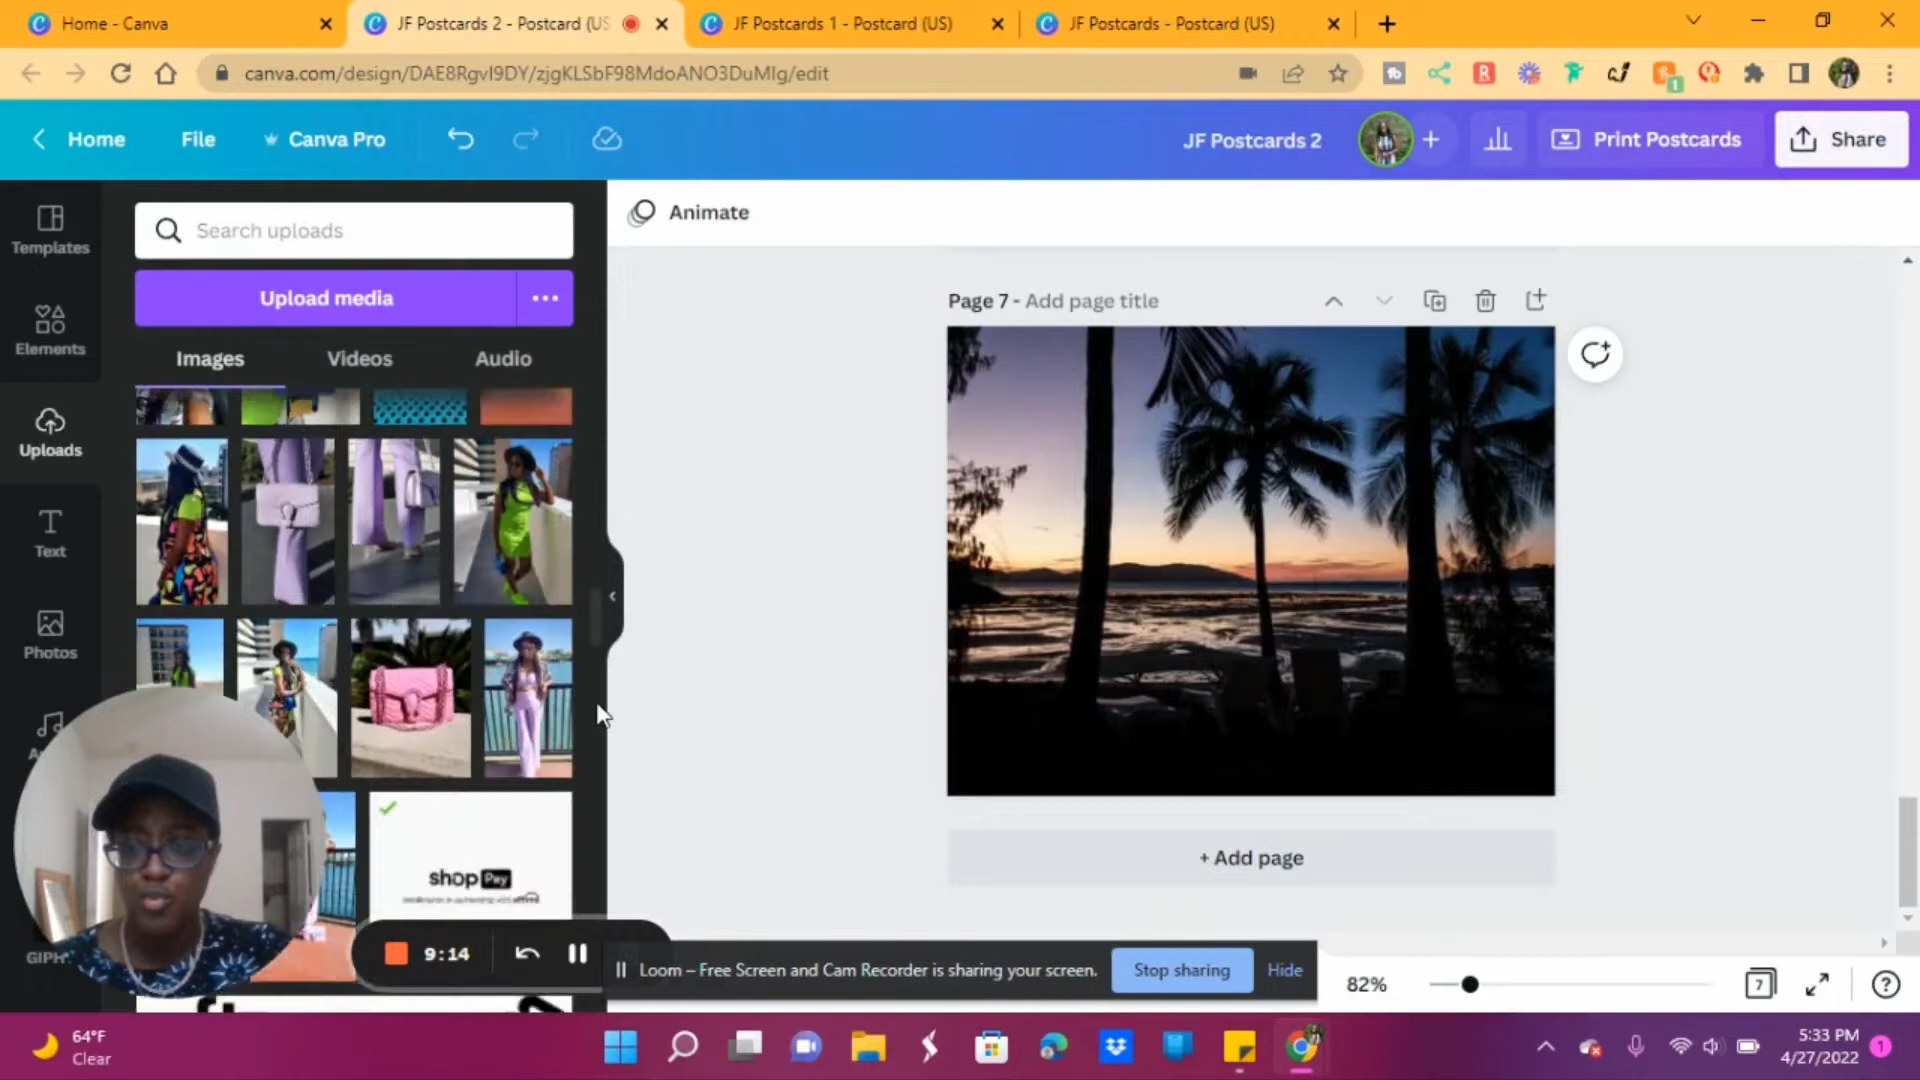 Home - Canva
JF Postcards 2 - Postcard (US
JF Postcards 1 - Postcard (US)
JF Postcards - Postcard (US)
canva.com/design/DAE8RgvI9DY/zjgKLSbF98MdoANO3DuMIg/edit
Home
File
Canva Pro
JF Postcards 2
Print Postcards
Share
Templates
Elements
Uploads
Text
Photos
GIPH
Search uploads
Upload media
Images
Videos
Audio
shop Pay
Animate
Page 7 - Add page title
+ Add page
9:14
Loom – Free Screen and Cam Recorder is sharing your screen.
Stop sharing
Hide
82%
7
64°F
Clear
5:33 PM
4/27/2022
1